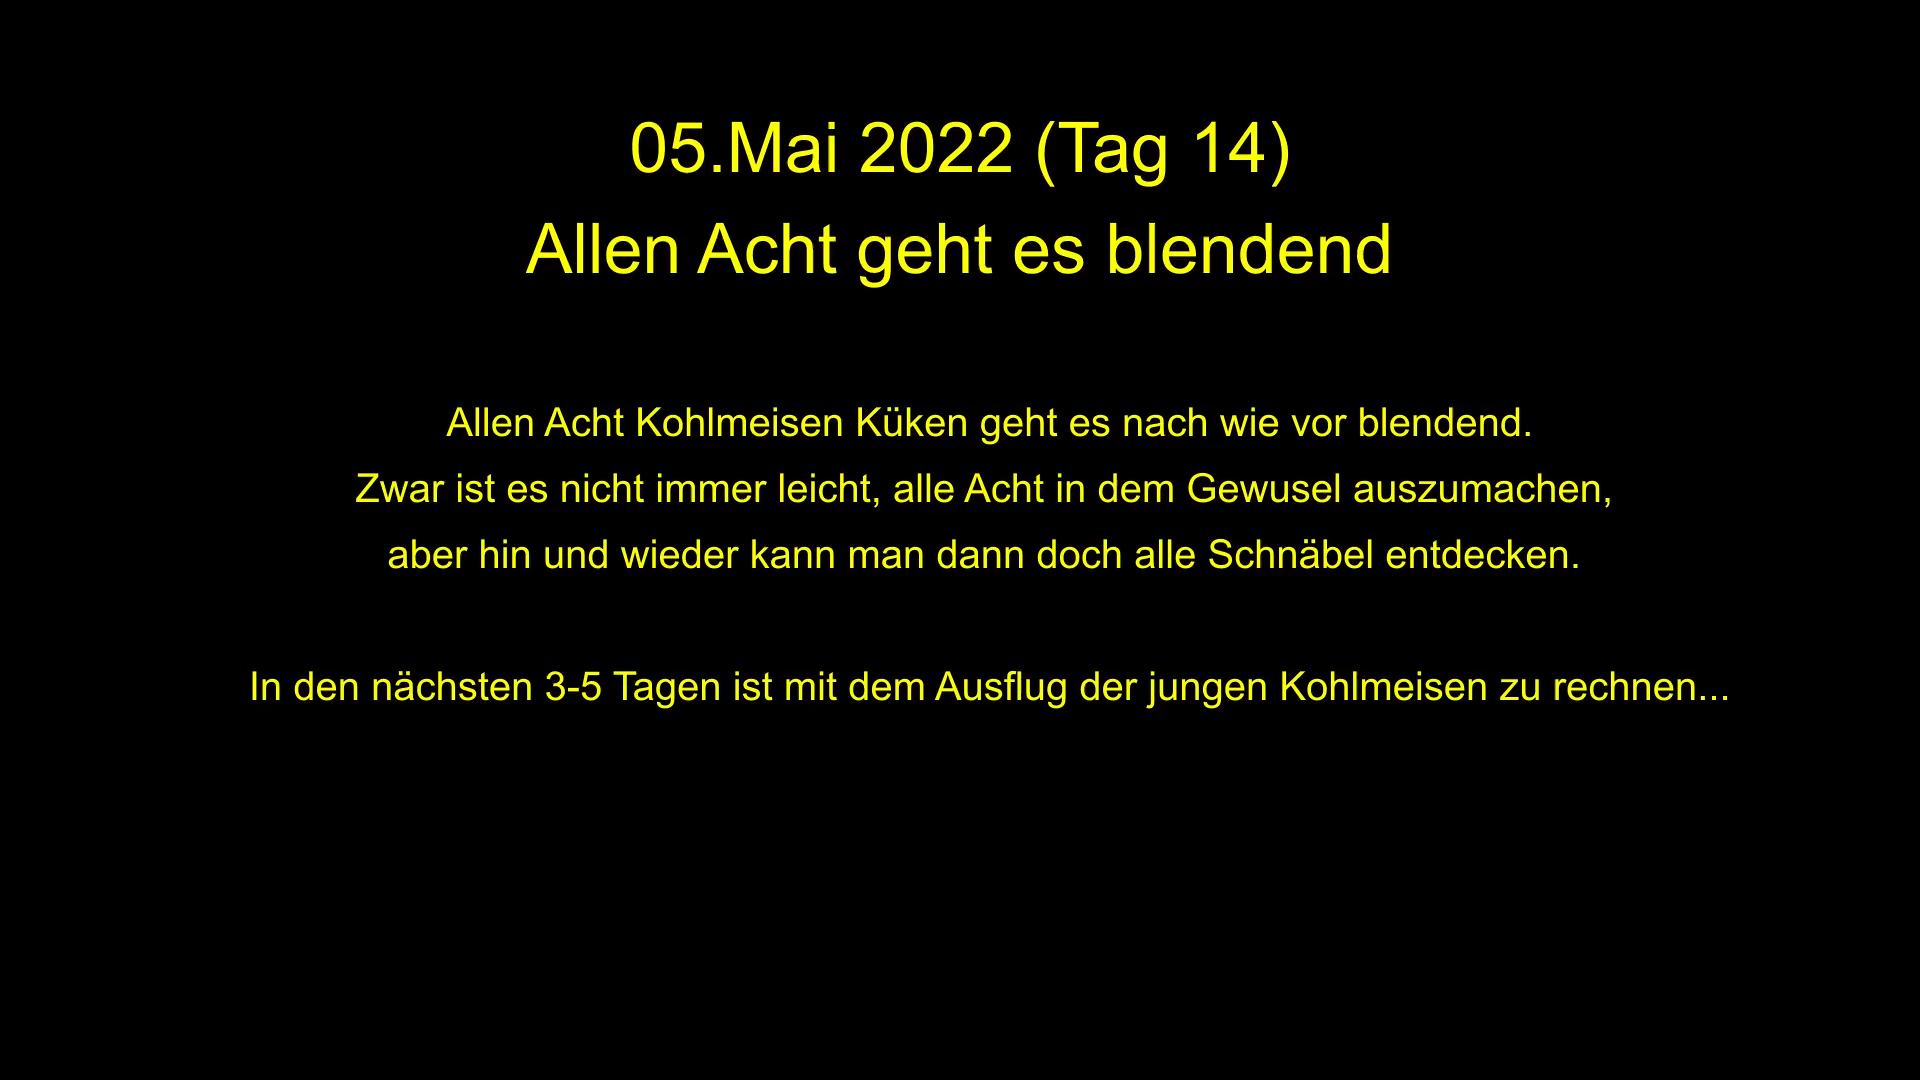 05.Mai 2022 (Tag 14)
Allen Acht geht es blendend
Allen Acht Kohlmeisen Küken geht es nach wie vor blendend.
Zwar ist es nicht immer leicht, alle Acht in dem Gewusel auszumachen,
aber hin und wieder kann man dann doch alle Schnäbel entdecken.
In den nächsten 3-5 Tagen ist mit dem Ausflug der jungen Kohlmeisen zu rechnen...